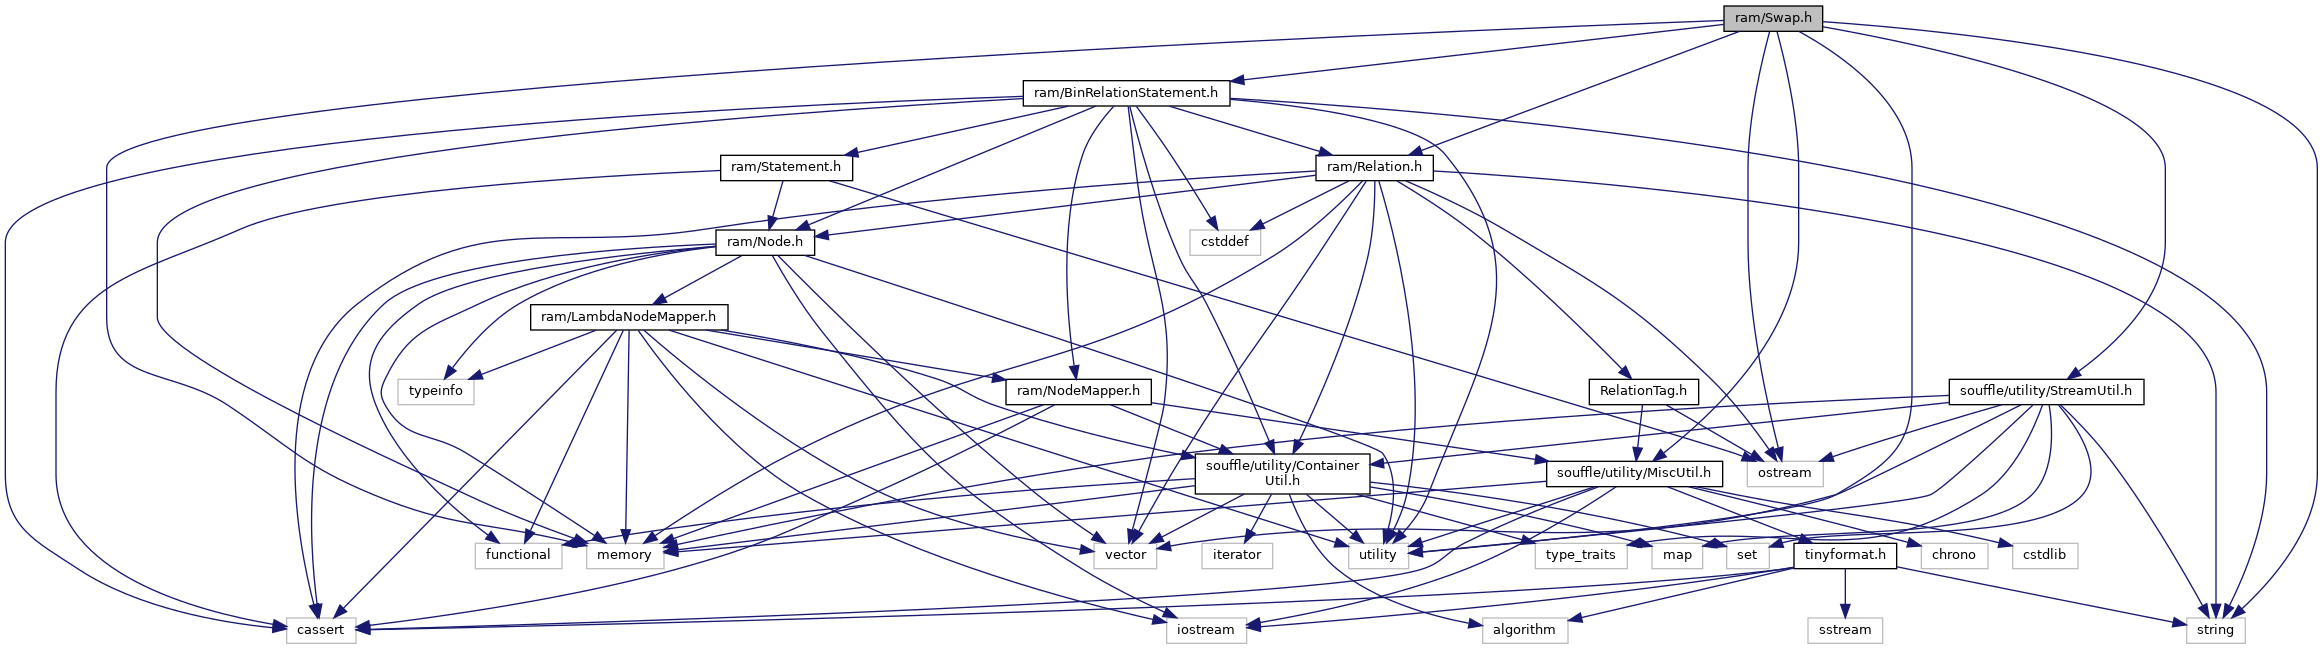 ram/Swap.h
ram/BinRelationStatement.h
ram/Statement.h
ram/Relation.h
ram/Node.h
cstddef
ram/LambdaNodeMapper.h
typeinfo
ram/NodeMapper.h
RelationTag.h
souffle/utility/StreamUtil.h
souffle/utility/Container
Util.h
souffle/utility/MiscUtil.h
ostream
functional
memory
vector
iterator
utility
type_traits
map
set
tinyformat.h
chrono
cstdlib
cassert
iostream
algorithm
sstream
string